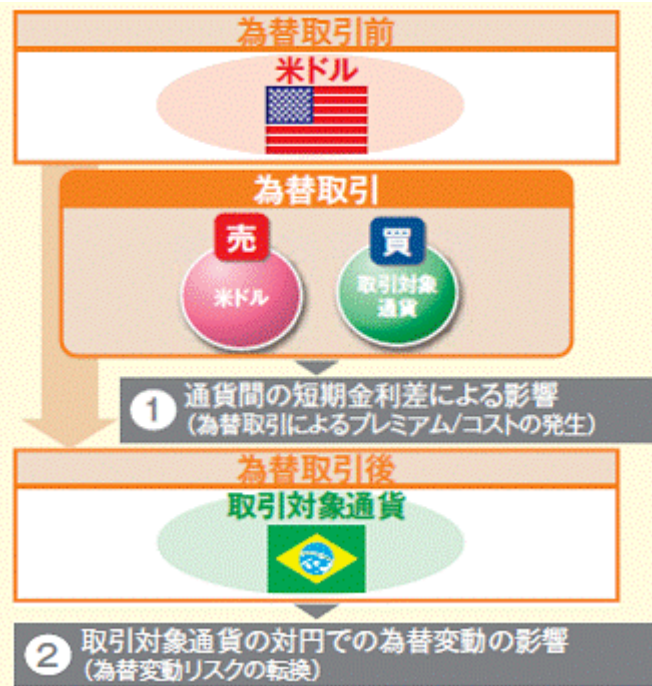 為替取引前
米ドル
為替取引
売
買
米ドル
取引対象
通貨
① 通貨間の短期金利差による影響
(為替取引によるプレミアム/コストの発生)
為替取引後
取引対象通貨
② 取引対象通貨の対円での為替変動の影響
(為替変動リスクの転換)